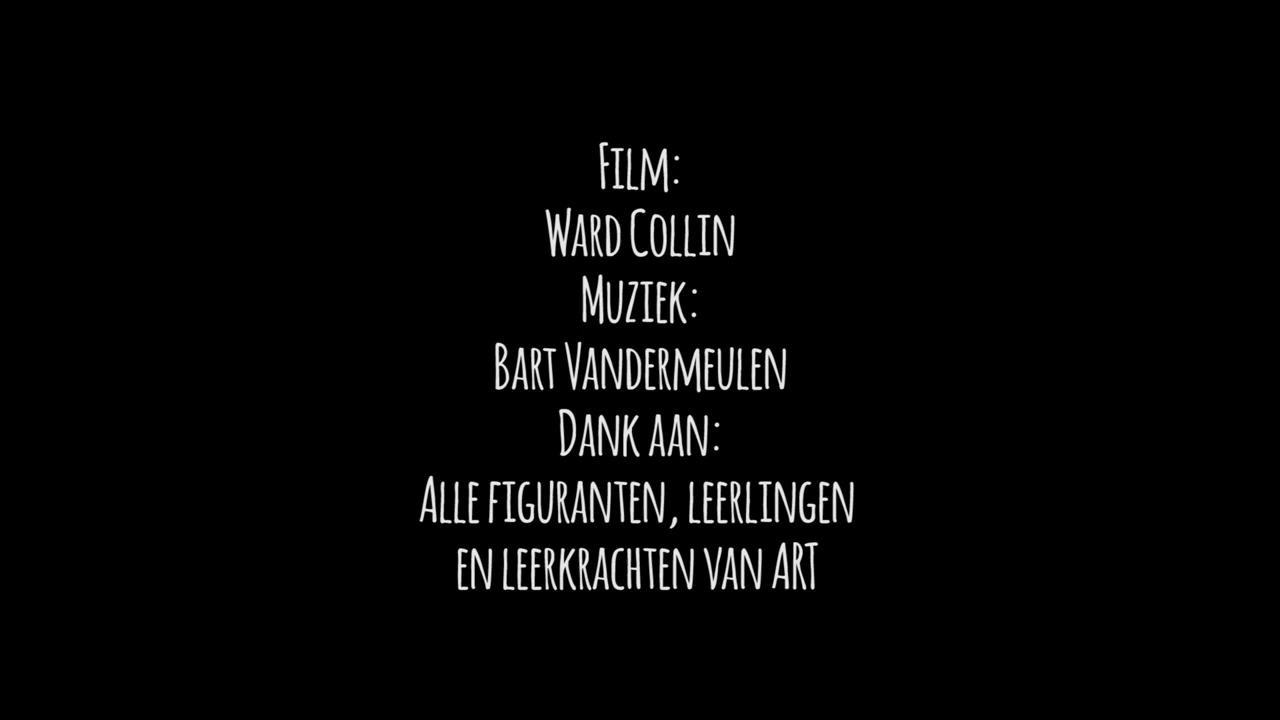 Film:
Ward Collin
Muziek:
Bart Vandermeulen
Dank aan:
Alle figuranten, leerlingen
en leerkrachten van ART